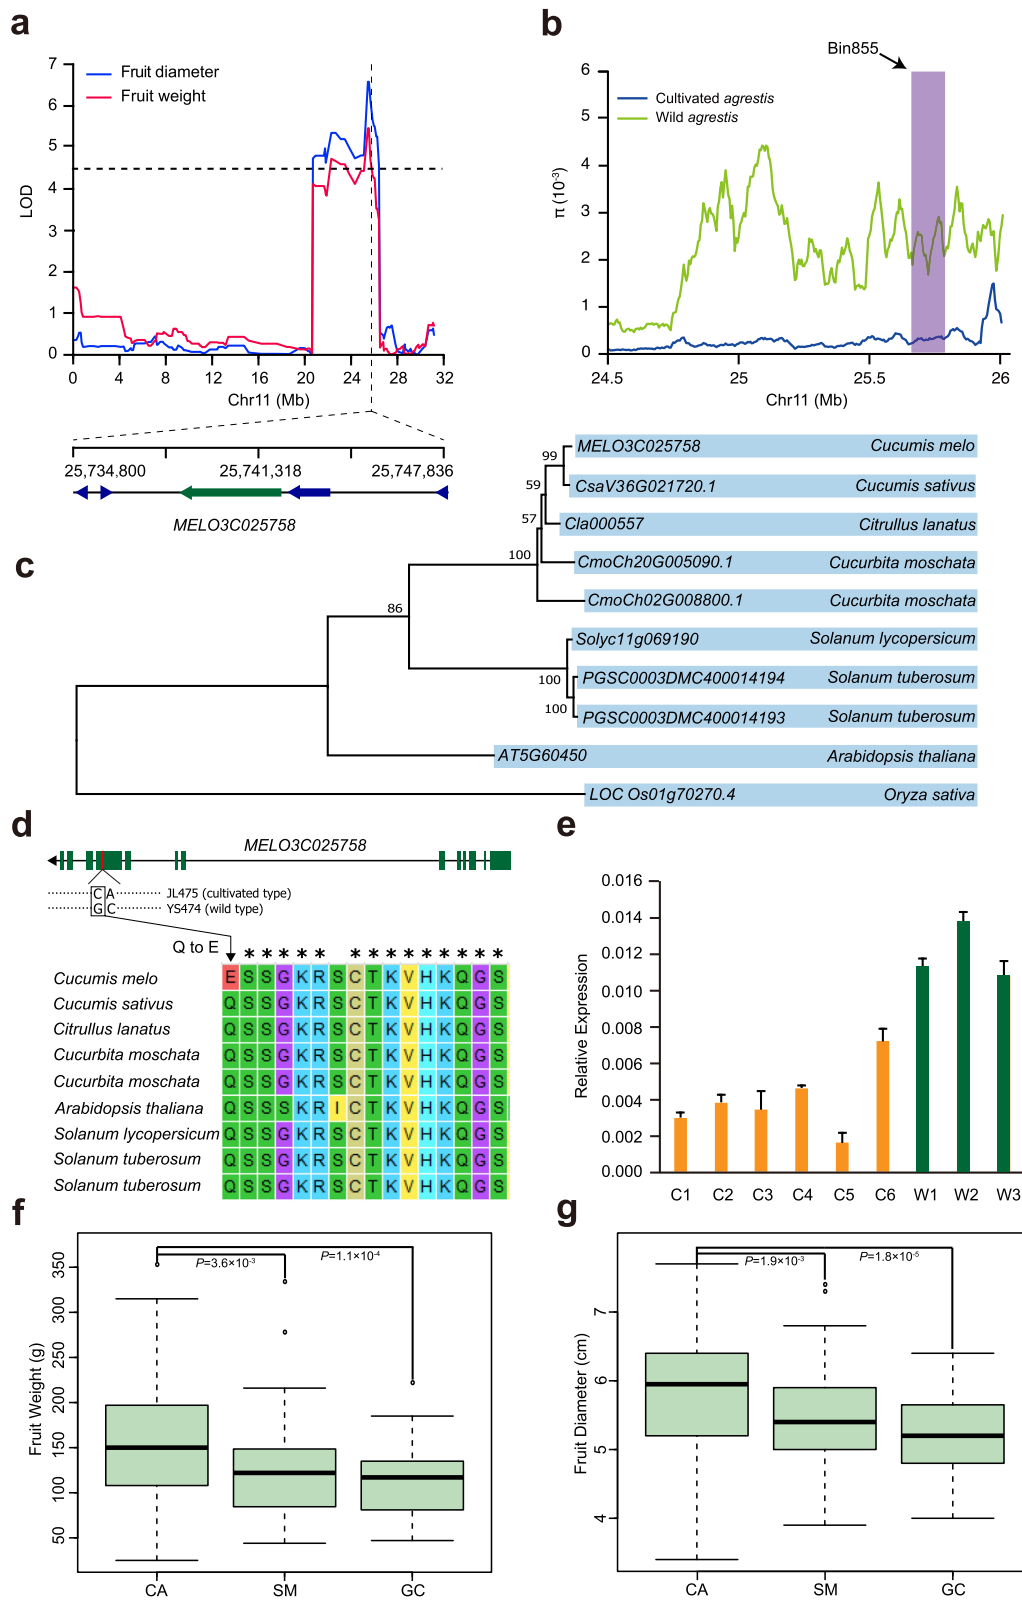 a
7
6
5
4
3
2
1
0
LOD
Fruit diameter
Fruit weight
0 4 8 12 16 20 24 28 32
Chr11 (Mb)
25,734,800 25,741,318 25,747,836
MELO3C025758
b
Bin855
6
5
4
3
2
1
0
π (10⁻³)
Cultivated agrestis
Wild agrestis
24.5 25 25.5 26
Chr11 (Mb)
c
MELO3C025758 Cucumis melo
CsaV36G021720.1 Cucumis sativus
Cla000557 Citrullus lanatus
CmoCh20G005090.1 Cucurbita moschata
CmoCh02G008800.1 Cucurbita moschata
Solyc11g069190 Solanum lycopersicum
PGSC0003DMC400014194 Solanum tuberosum
PGSC0003DMC400014193 Solanum tuberosum
AT5G60450 Arabidopsis thaliana
LOC Os01g70270.4 Oryza sativa
99
59
57
100
86
100
100
d
MELO3C025758
C A JL475 (cultivated type)
G C YS474 (wild type)
Q to E * * * * * * * * * * * * * *
Cucumis melo E S S G K R S C T K V H K Q G S
Cucumis sativus Q S S G K R S C T K V H K Q G S
Citrullus lanatus Q S S G K R S C T K V H K Q G S
Cucurbita moschata Q S S G K R S C T K V H K Q G S
Cucurbita moschata Q S S G K R S C T K V H K Q G S
Arabidopsis thaliana Q S S S K R I C T K V H K Q G S
Solanum lycopersicum Q S S G K R S C T K V H K Q G S
Solanum tuberosum Q S S G K R S C T K V H K Q G S
Solanum tuberosum Q S S G K R S C T K V H K Q G S
e
0.016
0.014
0.012
0.010
0.008
0.006
0.004
0.002
0.000
Relative Expression
C1 C2 C3 C4 C5 C6 W1 W2 W3
f
350
300
250
200
150
100
50
Fruit Weight (g)
P=3.6×10⁻³
P=1.1×10⁻⁴
CA SM GC
g
7
6
5
4
Fruit Diameter (cm)
P=1.9×10⁻³
P=1.8×10⁻⁵
CA SM GC